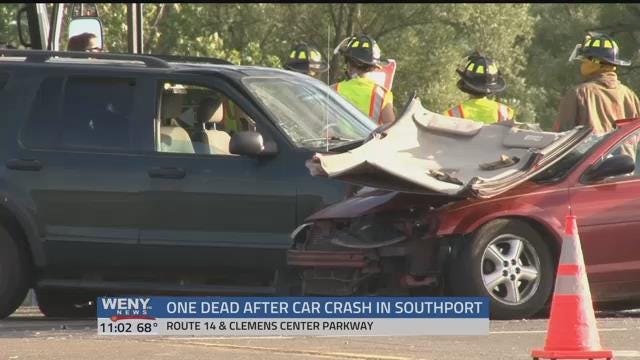 WENY
NEWS
ONE DEAD AFTER CAR CRASH IN SOUTHPORT
11:02 68°
ROUTE 14 & CLEMENS CENTER PARKWAY